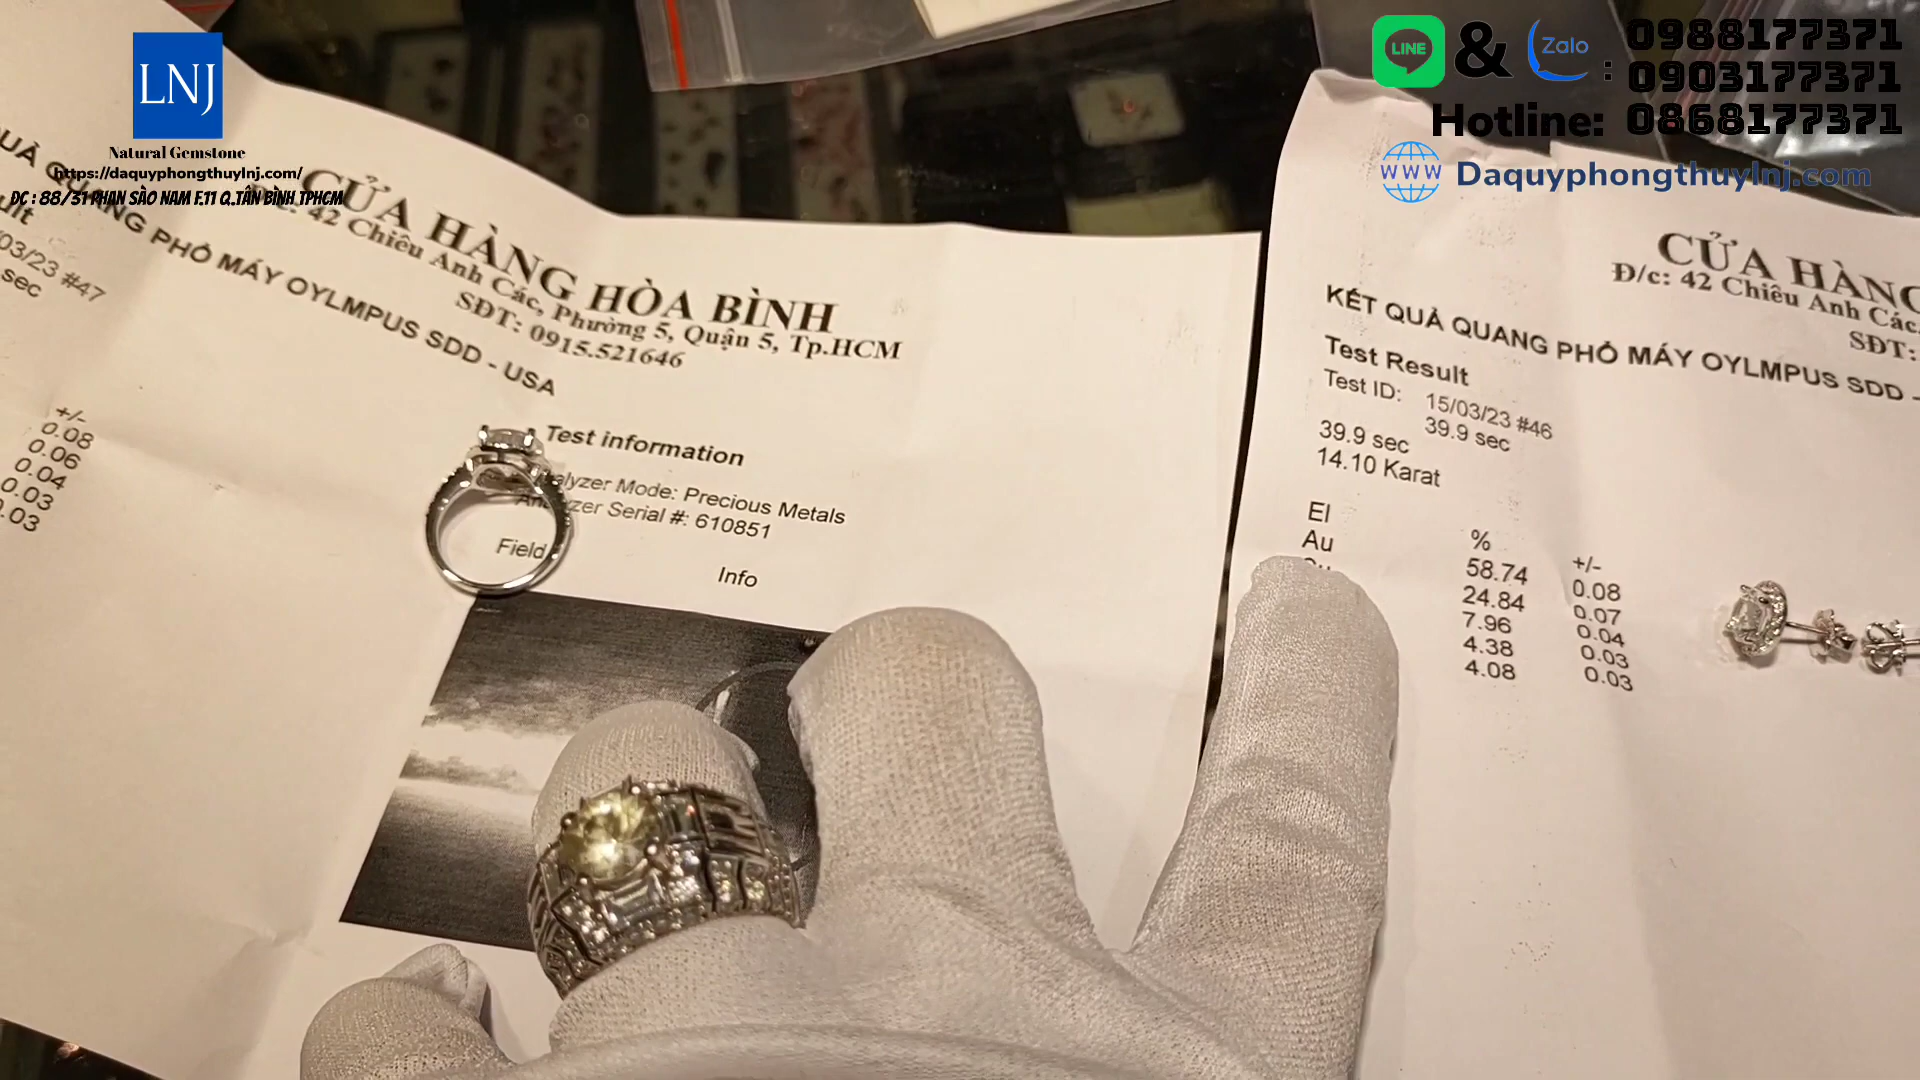 LNJ
Natural Gemstone
https://daquyphongthuylnj.com/
ĐC : 88/31 PHAN SÀO NAM F.11 Q.TÂN BÌNH TPHCM
LINE & Zalo : 0988177371
0903177371
Hotline: 0868177371
WWW Daquyphongthuylnj.com
CỬA HÀNG HÒA BÌNH
Đ/c: 42 Chiêu Anh Các, Phường 5, Quận 5, Tp.HCM
SĐT: 0915.521646
QUẢ QUANG PHỔ MÁY OYLMPUS SDD - USA
/03/23 #47
sec
+/-
0.08
0.06
0.04
0.03
0.03
Test information
Mode: Precious Metals
Serial #: 610851
Field
Info
CỬA HÀNG
Đ/c: 42 Chiêu Anh Các,
SĐT:
KẾT QUẢ QUANG PHỔ MÁY OYLMPUS SDD -
Test Result
Test ID: 15/03/23 #46
39.9 sec 39.9 sec
14.10 Karat
El % +/-
Au 58.74 0.08
24.84 0.07
7.96 0.04
4.38 0.03
4.08 0.03